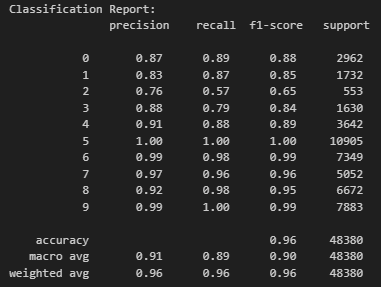 Classification Report:
precision recall f1-score support
0 0.87 0.89 0.88 2962
1 0.83 0.87 0.85 1732
2 0.76 0.57 0.65 553
3 0.88 0.79 0.84 1630
4 0.91 0.88 0.89 3642
5 1.00 1.00 1.00 10905
6 0.99 0.98 0.99 7349
7 0.97 0.96 0.96 5052
8 0.92 0.98 0.95 6672
9 0.99 1.00 0.99 7883
accuracy 0.96 48380
macro avg 0.91 0.89 0.90 48380
weighted avg 0.96 0.96 0.96 48380